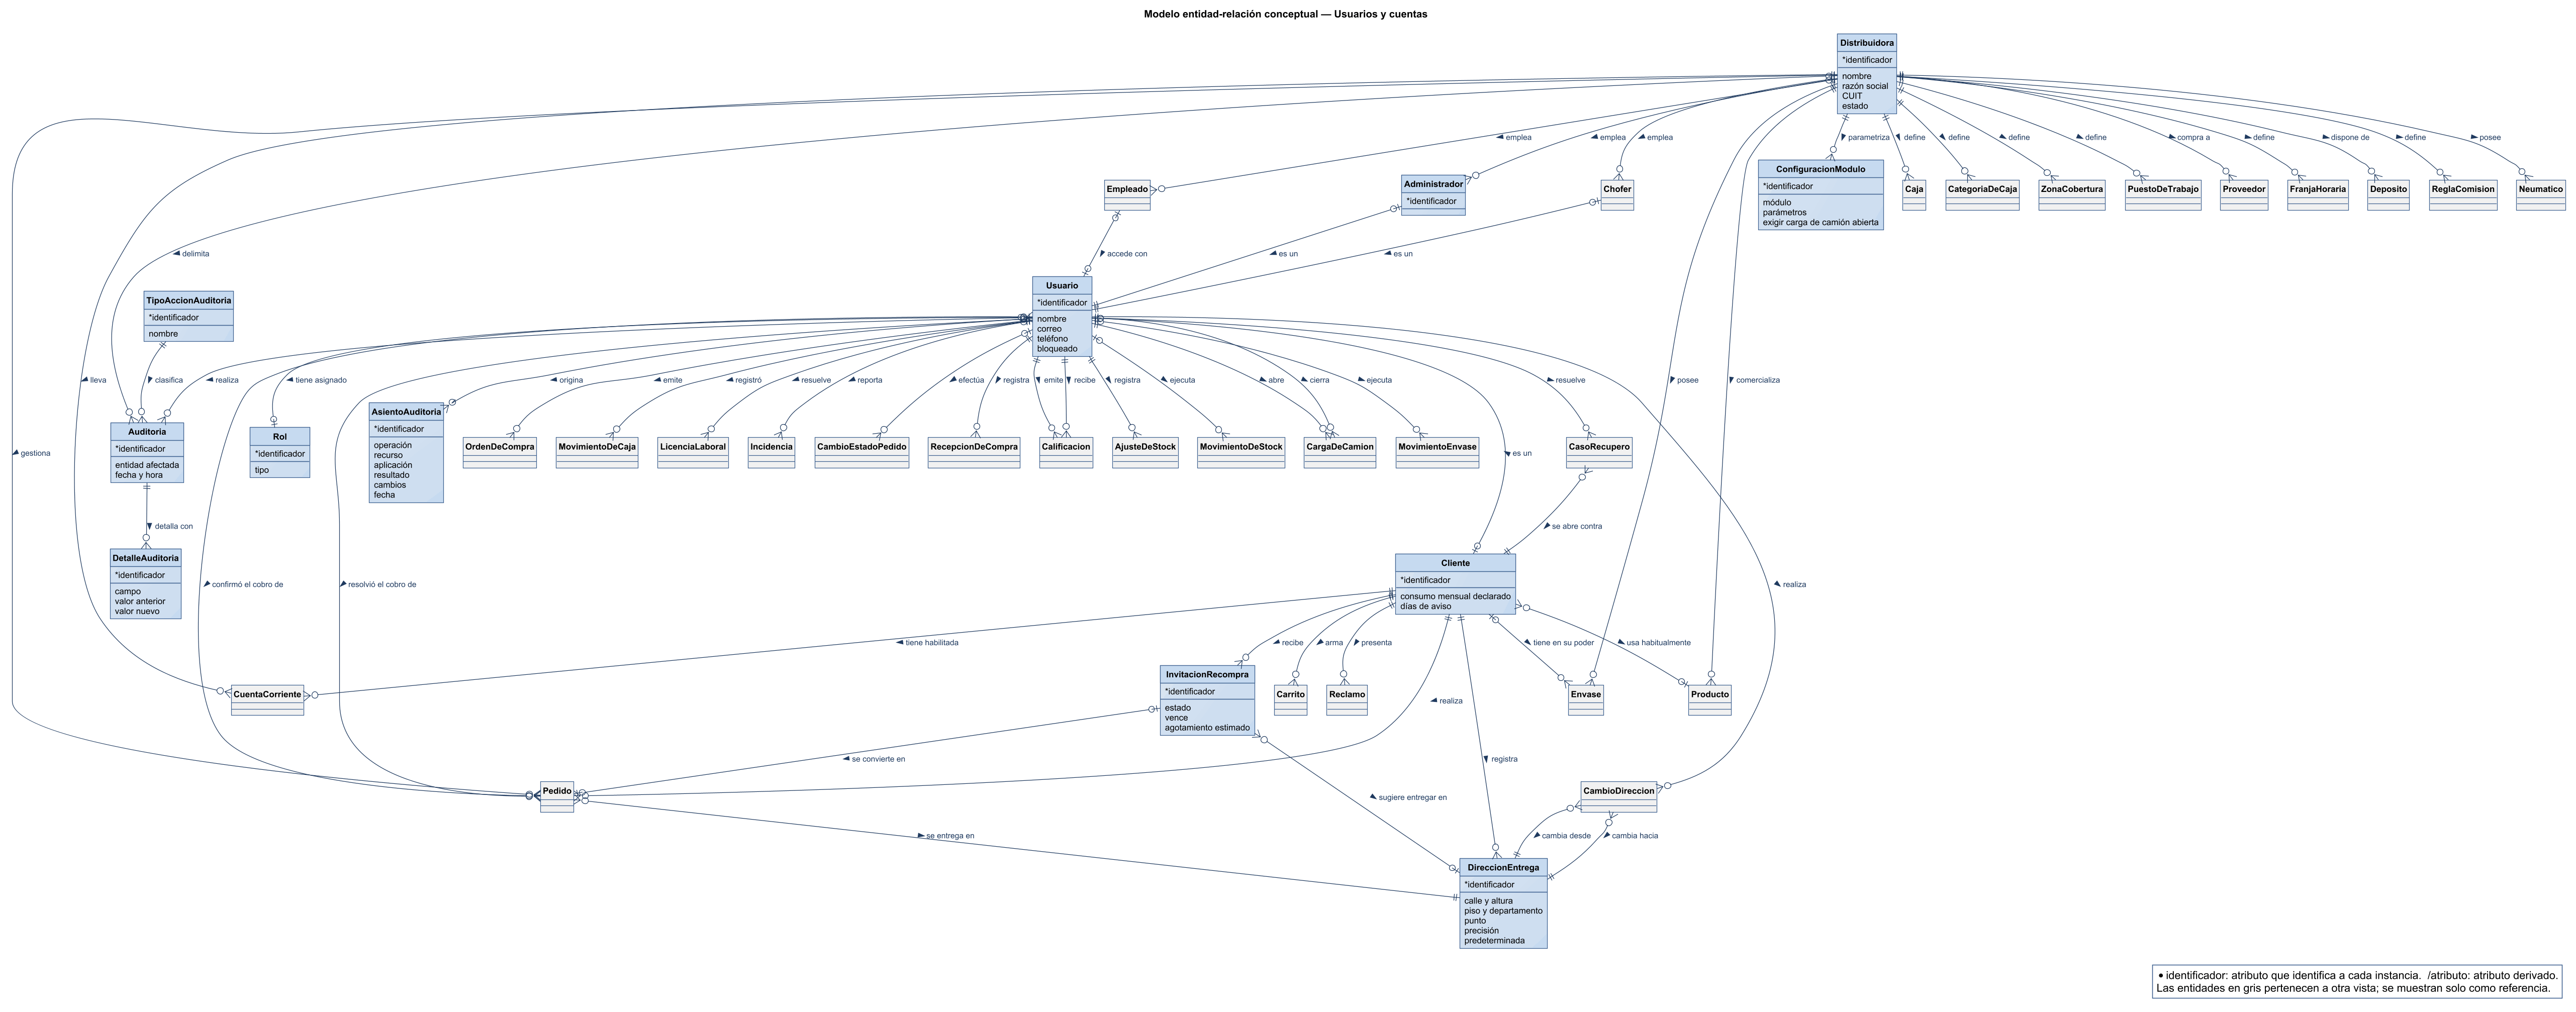 Modelo entidad-relación conceptual — Usuarios y cuentas
Distribuidora
*identificador
nombre
razón social
CUIT
estado
emplea
emplea
emplea
parametriza
define
define
define
define
compra a
define
dispone de
define
posee
Empleado
Administrador
*identificador
Chofer
ConfiguracionModulo
*identificador
módulo
parámetros
exigir carga de camión abierta
Caja
CategoriaDeCaja
ZonaCobertura
PuestoDeTrabajo
Proveedor
FranjaHoraria
Deposito
ReglaComision
Neumatico
delimita
accede con
es un
es un
TipoAccionAuditoria
*identificador
nombre
Usuario
*identificador
nombre
correo
teléfono
bloqueado
lleva
clasifica
realiza
tiene asignado
origina
emite
registró
resuelve
reporta
efectúa
registra
emite
recibe
registra
ejecuta
abre
cierra
ejecuta
resuelve
posee
comercializa
gestiona
Auditoria
*identificador
entidad afectada
fecha y hora
Rol
*identificador
tipo
AsientoAuditoria
*identificador
operación
recurso
aplicación
resultado
cambios
fecha
OrdenDeCompra
MovimientoDeCaja
LicenciaLaboral
Incidencia
CambioEstadoPedido
RecepcionDeCompra
Calificacion
AjusteDeStock
MovimientoDeStock
CargaDeCamion
MovimientoEnvase
es un
CasoRecupero
detalla con
se abre contra
DetalleAuditoria
*identificador
campo
valor anterior
valor nuevo
confirmó el cobro de
resolvió el cobro de
Cliente
*identificador
consumo mensual declarado
días de aviso
realiza
tiene habilitada
recibe
arma
presenta
tiene en su poder
usa habitualmente
CuentaCorriente
InvitacionRecompra
*identificador
estado
vence
agotamiento estimado
Carrito
Reclamo
realiza
Envase
Producto
se convierte en
registra
Pedido
sugiere entregar en
CambioDireccion
se entrega en
cambia desde
cambia hacia
DireccionEntrega
*identificador
calle y altura
piso y departamento
punto
precisión
predeterminada
• identificador: atributo que identifica a cada instancia. /atributo: atributo derivado.
Las entidades en gris pertenecen a otra vista; se muestran solo como referencia.